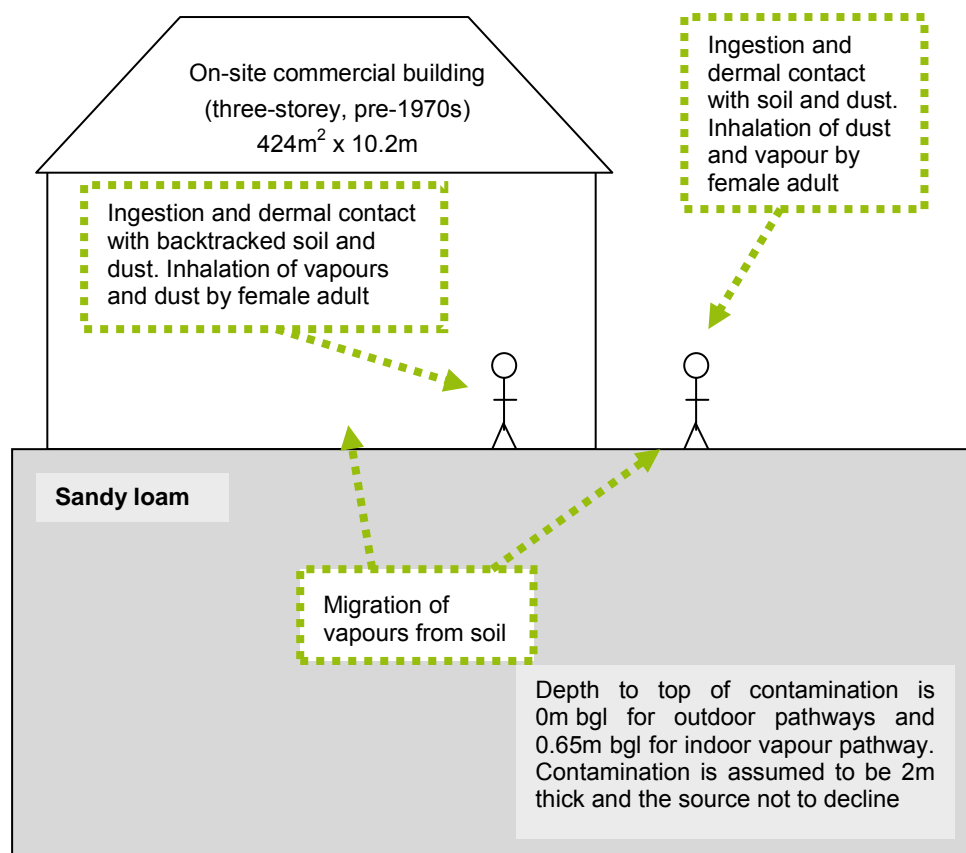 On-site commercial building
(three-storey, pre-1970s)
424m² x 10.2m
Ingestion and
dermal contact
with soil and dust.
Inhalation of dust
and vapour by
female adult
Ingestion and dermal contact
with backtracked soil and
dust. Inhalation of vapours
and dust by female adult
Sandy loam
Migration of
vapours from soil
Depth to top of contamination is
0m bgl for outdoor pathways and
0.65m bgl for indoor vapour pathway.
Contamination is assumed to be 2m
thick and the source not to decline